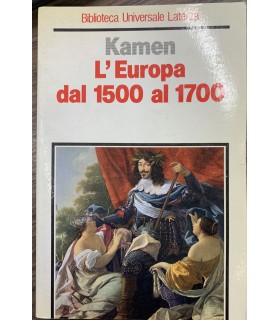 Biblioteca Universale Laterza
Kamen
L'Europa
dal 1500 al 1700